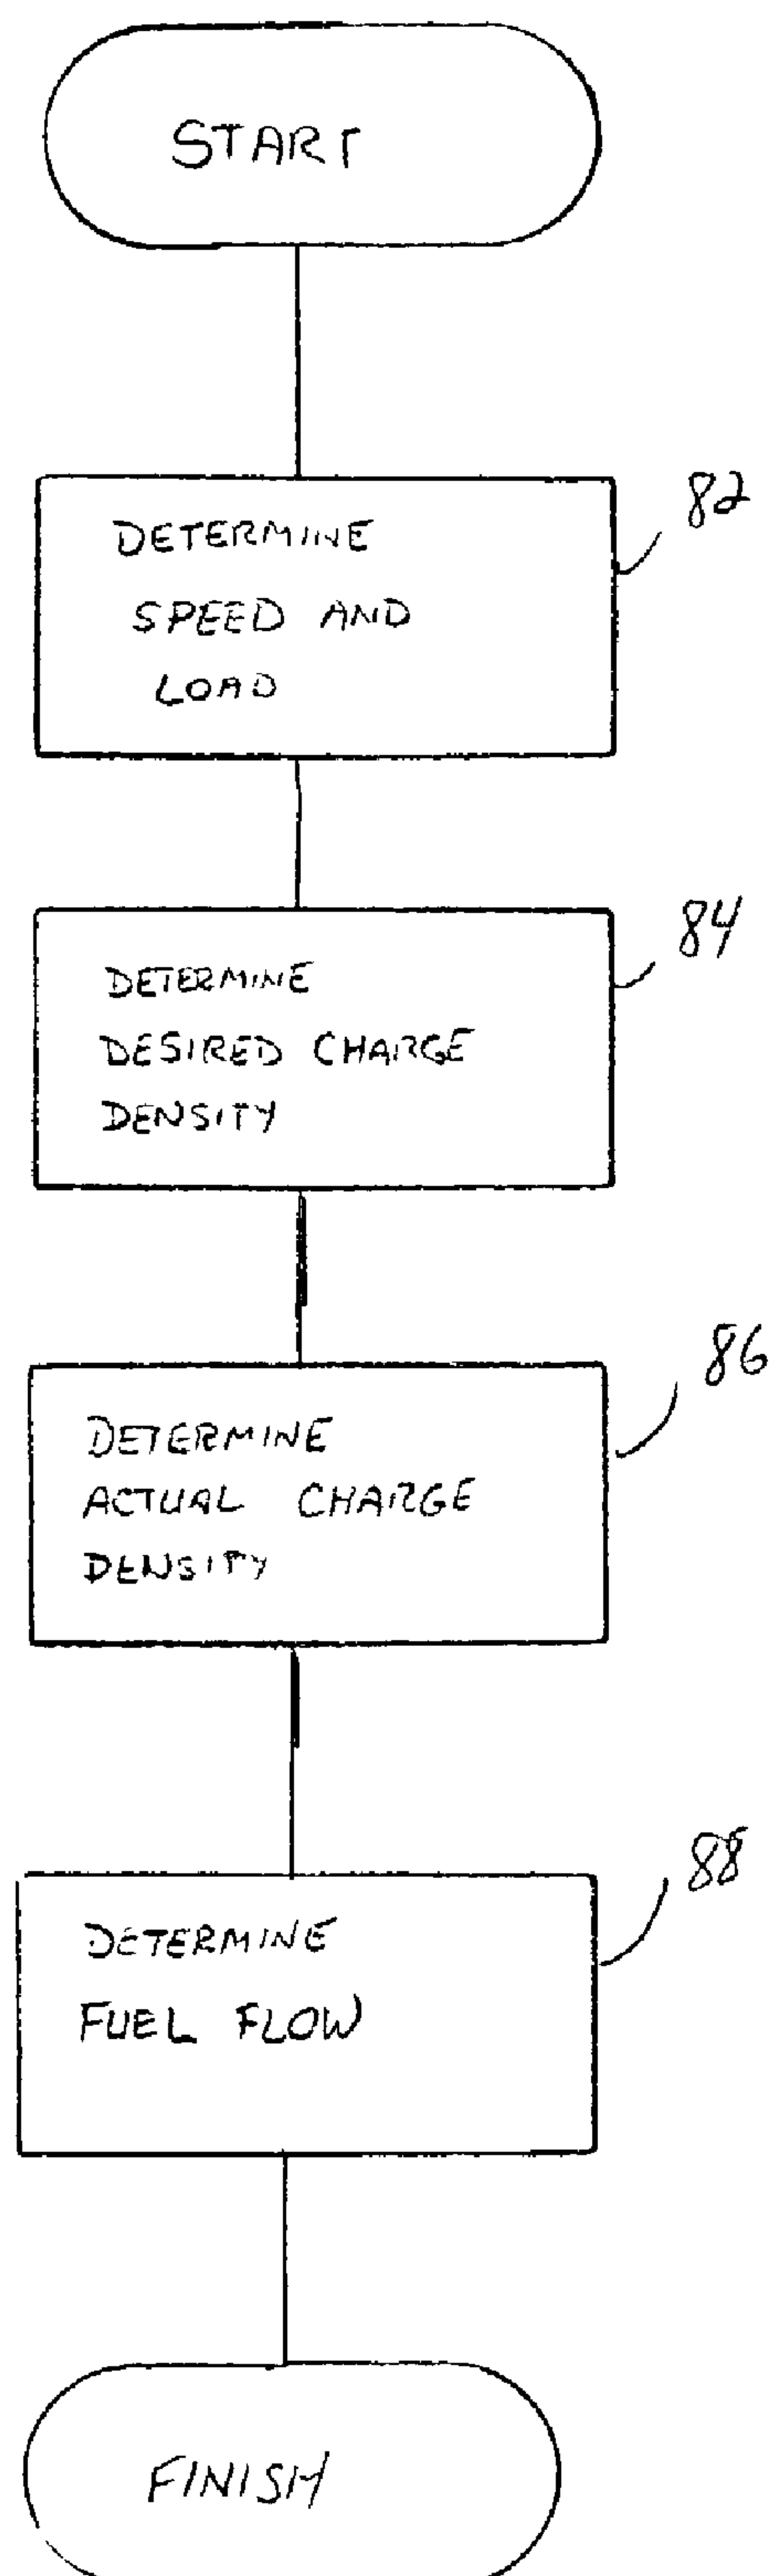 START
82
DETERMINE
SPEED AND
LOAD
84
DETERMINE
DESIRED CHARGE
DENSITY
86
DETERMINE
ACTUAL CHARGE
DENSITY
88
DETERMINE
FUEL FLOW
FINISH